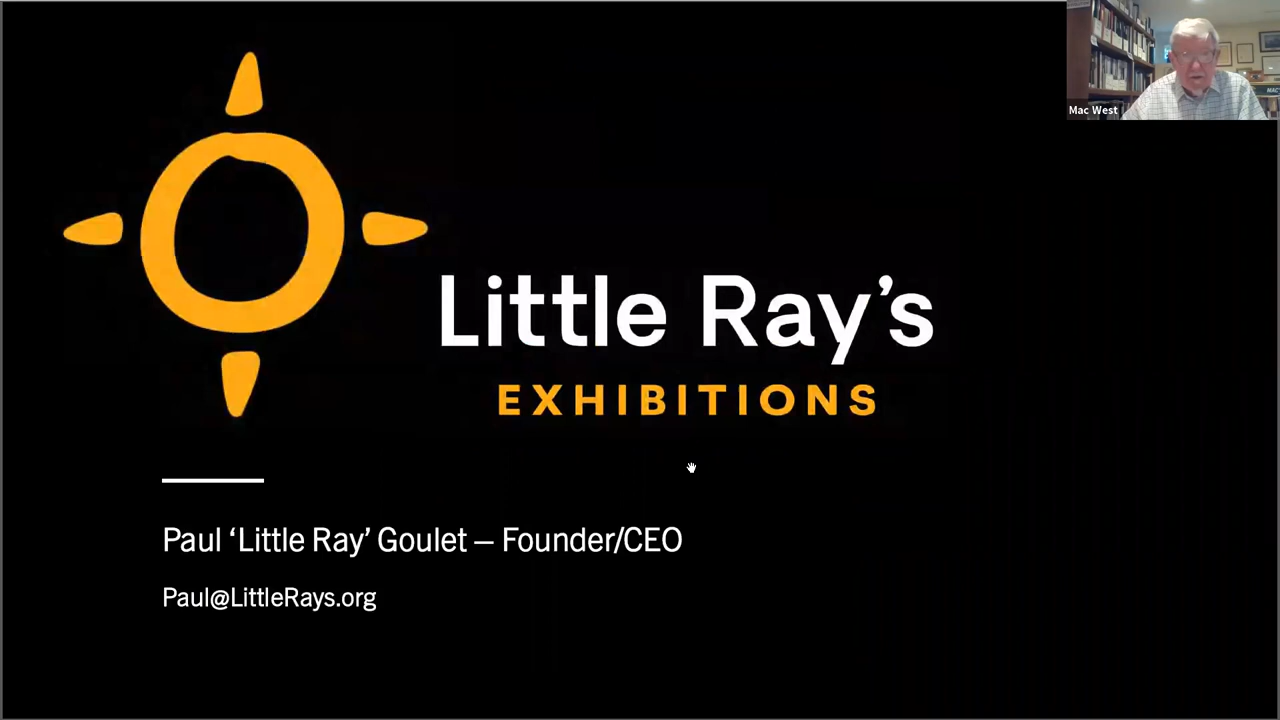 Mac West
Little Ray’s
EXHIBITIONS
Paul ‘Little Ray’ Goulet – Founder/CEO
Paul@LittleRays.org